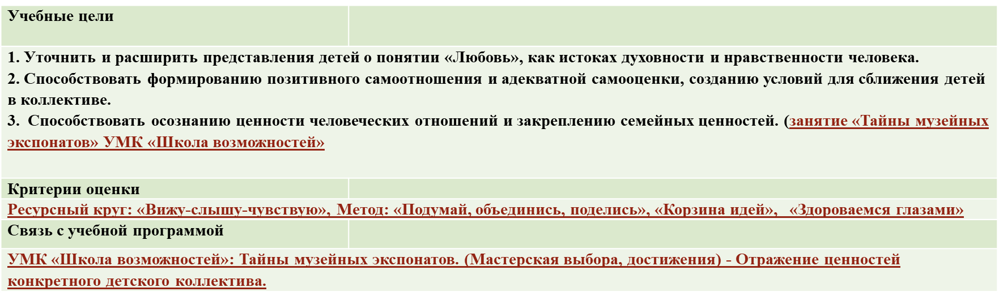 Учебные цели
1. Уточнить и расширить представления детей о понятии «Любовь», как истоках духовности и нравственности человека.
2. Способствовать формированию позитивного самоотношения и адекватной самооценки, созданию условий для сближения детей
в коллективе.
3. Способствовать осознанию ценности человеческих отношений и закреплению семейных ценностей. (занятие «Тайны музейных
экспонатов» УМК «Школа возможностей»
Критерии оценки
Ресурсный круг: «Вижу-слышу-чувствую», Метод: «Подумай, объединись, поделись», «Корзина идей», «Здороваемся глазами»
Связь с учебной программой
УМК «Школа возможностей»: Тайны музейных экспонатов. (Мастерская выбора, достижения) - Отражение ценностей
конкретного детского коллектива.